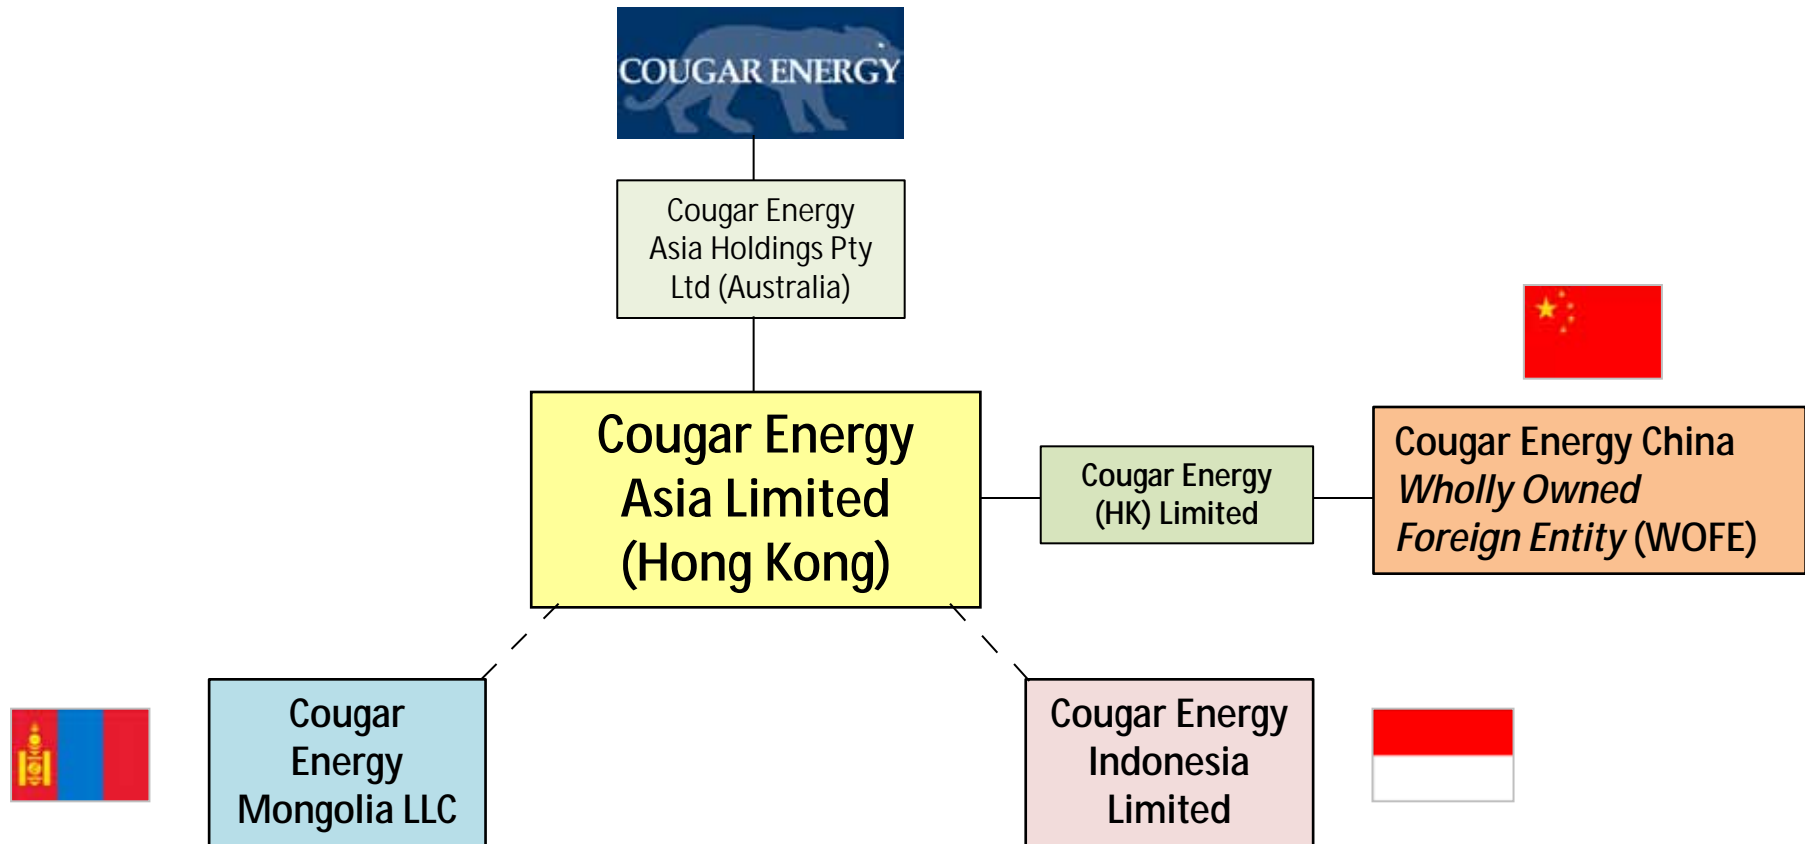 COUGAR ENERGY
Cougar Energy
Asia Holdings Pty
Ltd (Australia)
Cougar Energy
Asia Limited
(Hong Kong)
Cougar Energy
(HK) Limited
Cougar Energy China
Wholly Owned
Foreign Entity (WOFE)
Cougar
Energy
Mongolia LLC
Cougar Energy
Indonesia
Limited